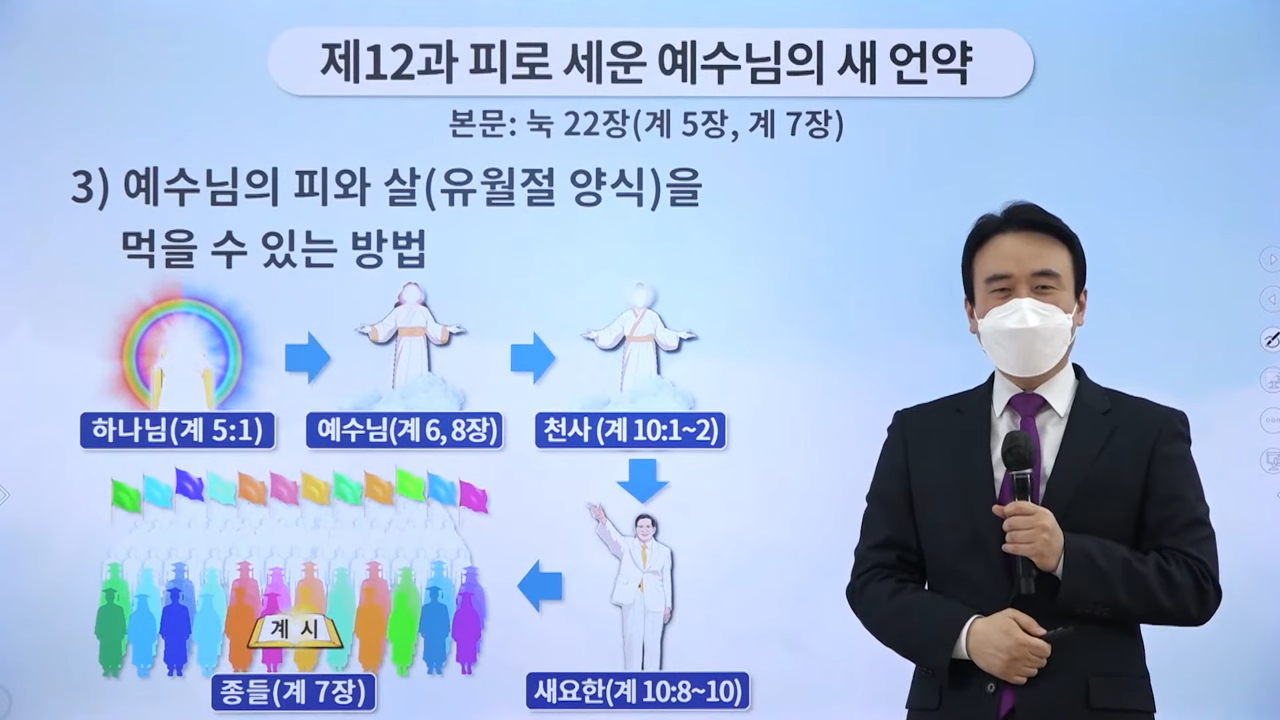 제12과 피로 세운 예수님의 새 언약
본문: 눅 22장(계 5장, 계 7장)
3) 예수님의 피와 살(유월절 양식)을
먹을 수 있는 방법
하나님(계 5:1)
예수님(계 6, 8장)
천사 (계 10:1~2)
계 시
종들(계 7장)
새요한(계 10:8~10)